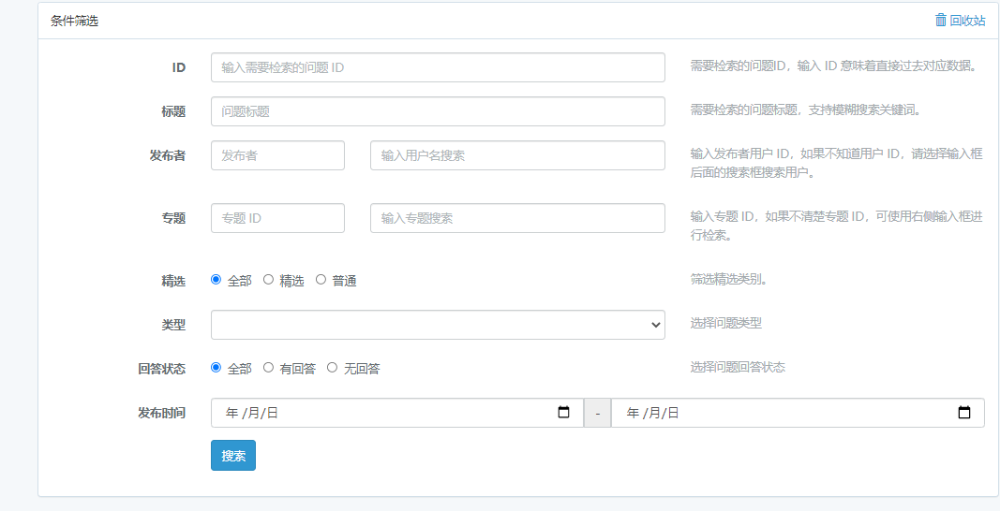 条件筛选
回收站
ID
输入需要检索的问题 ID
需要检索的问题ID，输入 ID 意味着直接过去对应数据。
标题
问题标题
需要检索的问题标题，支持模糊搜索关键词。
发布者
发布者
输入用户名搜索
输入发布者用户 ID，如果不知道用户 ID，请选择输入框
后面的搜索框搜索用户。
专题
专题 ID
输入专题搜索
输入专题 ID，如果不清楚专题 ID，可使用右侧输入框进
行检索。
精选
全部
精选
普通
筛选精选类别。
类型
选择问题类型
回答状态
全部
有回答
无回答
选择问题回答状态
发布时间
年 /月/日
-
年 /月/日
搜索